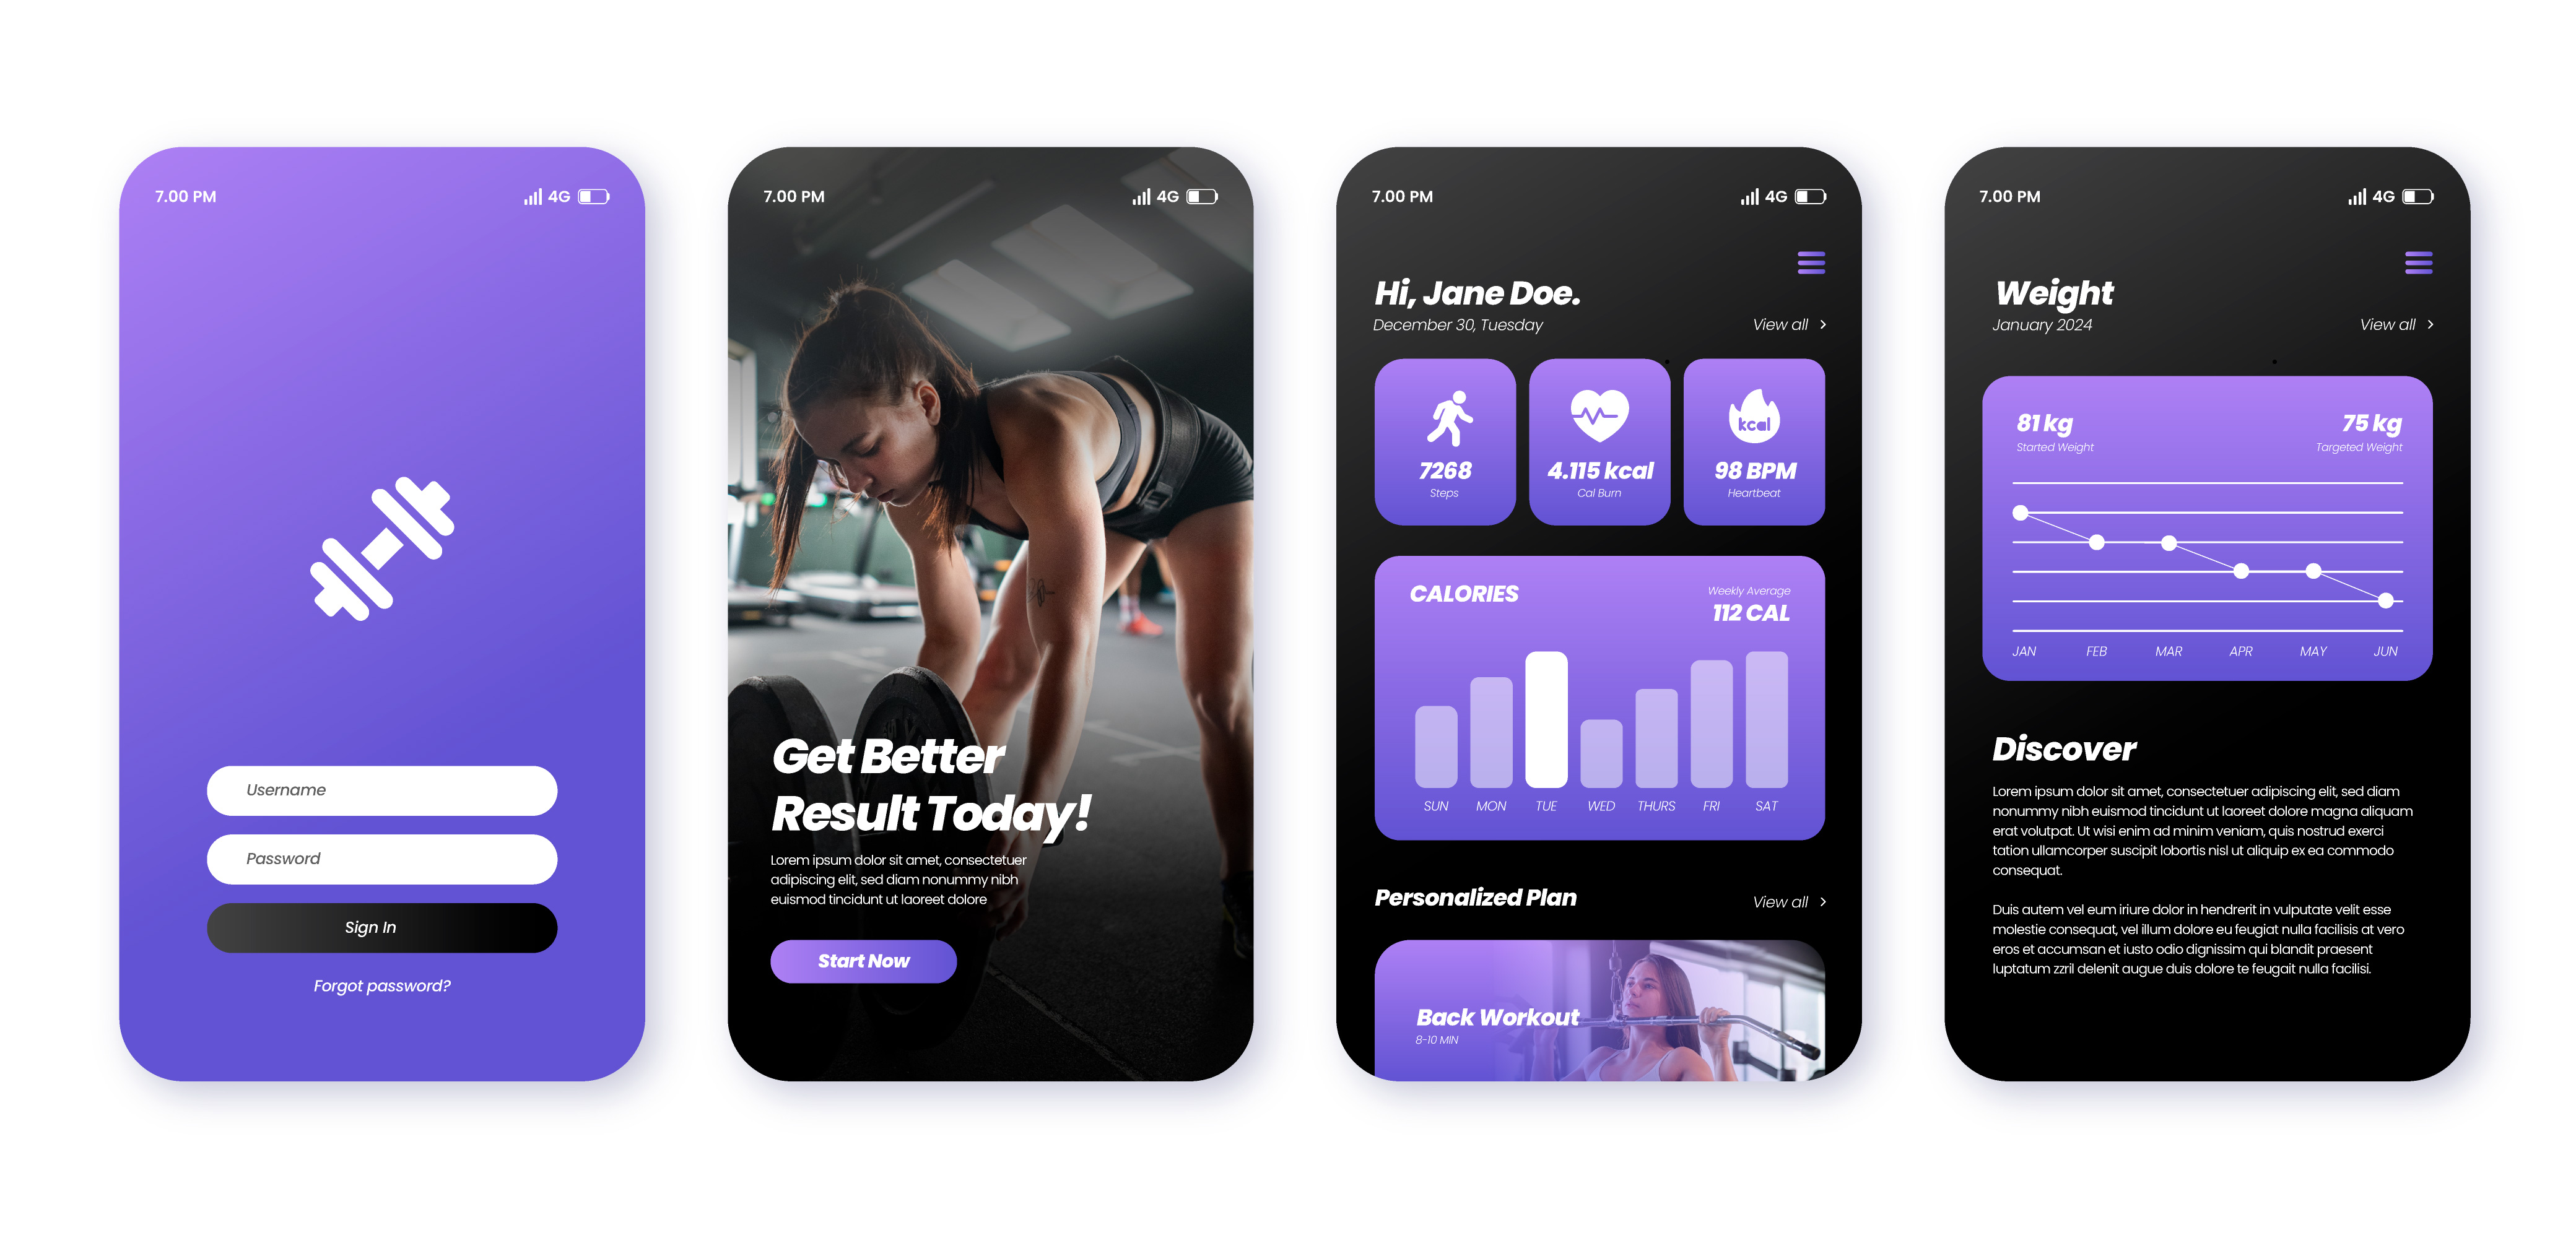 7.00 PM
4G
Username
Password
Sign In
Forgot password?
7.00 PM
4G
Get Better
Result Today!
Lorem ipsum dolor sit amet, consectetuer
adipiscing elit, sed diam nonummy nibh
euismod tincidunt ut laoreet dolore
Start Now
7.00 PM
4G
Hi, Jane Doe.
December 30, Tuesday
View all >
kcal
7268
Steps
4.115 kcal
Cal Burn
98 BPM
Heartbeat
CALORIES
Weekly Average
112 CAL
SUN MON TUE WED THURS FRI SAT
Personalized Plan
View all >
Back Workout
8-10 MIN
7.00 PM
4G
Weight
January 2024
View all >
81 kg
Started Weight
75 kg
Targeted Weight
JAN FEB MAR APR MAY JUN
Discover
Lorem ipsum dolor sit amet, consectetuer adipiscing elit, sed diam
nonummy nibh euismod tincidunt ut laoreet dolore magna aliquam
erat volutpat. Ut wisi enim ad minim veniam, quis nostrud exerci
tation ullamcorper suscipit lobortis nisl ut aliquip ex ea commodo
consequat.
Duis autem vel eum iriure dolor in hendrerit in vulputate velit esse
molestie consequat, vel illum dolore eu feugiat nulla facilisis at vero
eros et accumsan et iusto odio dignissim qui blandit praesent
luptatum zzril delenit augue duis dolore te feugait nulla facilisi.